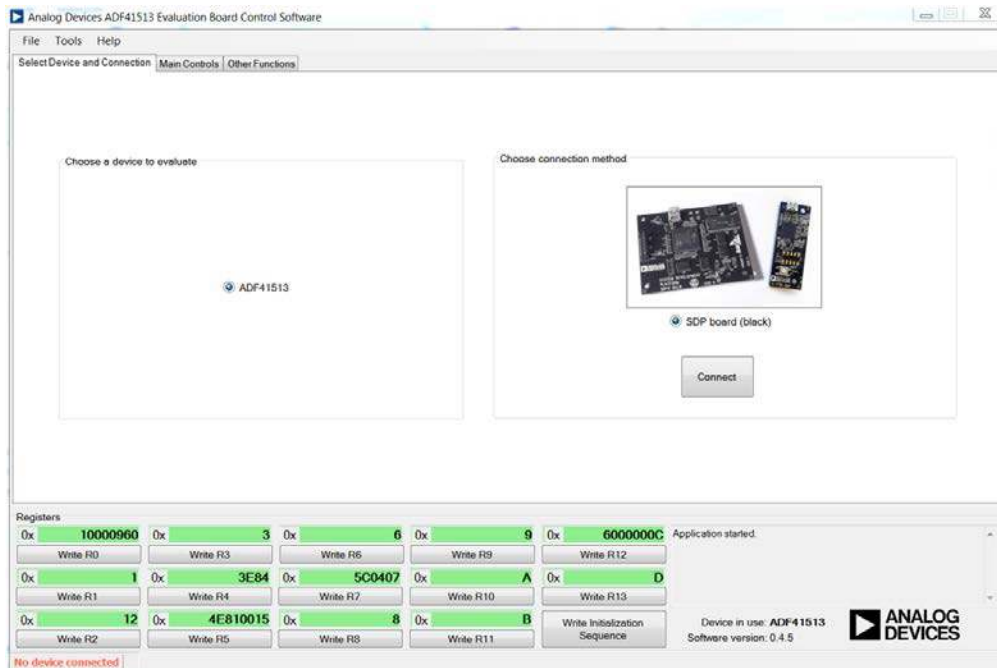 Analog Devices ADF41513 Evaluation Board Control Software
File Tools Help
Select Device and Connection Main Controls Other Functions
Choose a device to evaluate
ADF41513
Choose connection method
SDP board (black)
Connect
Registers
0x 10000960 0x 3 0x 6 0x 9 0x 6000000C
Write R0 Write R3 Write R6 Write R9 Write R12
0x 1 0x 3E84 0x 5C0407 0x A 0x D
Write R1 Write R4 Write R7 Write R10 Write R13
0x 12 0x 4E810015 0x 8 0x B
Write R2 Write R5 Write R8 Write R11
Write Initialization
Sequence
Application started.
Device in use: ADF41513
Software version: 0.4.5
ANALOG
DEVICES
No device connected